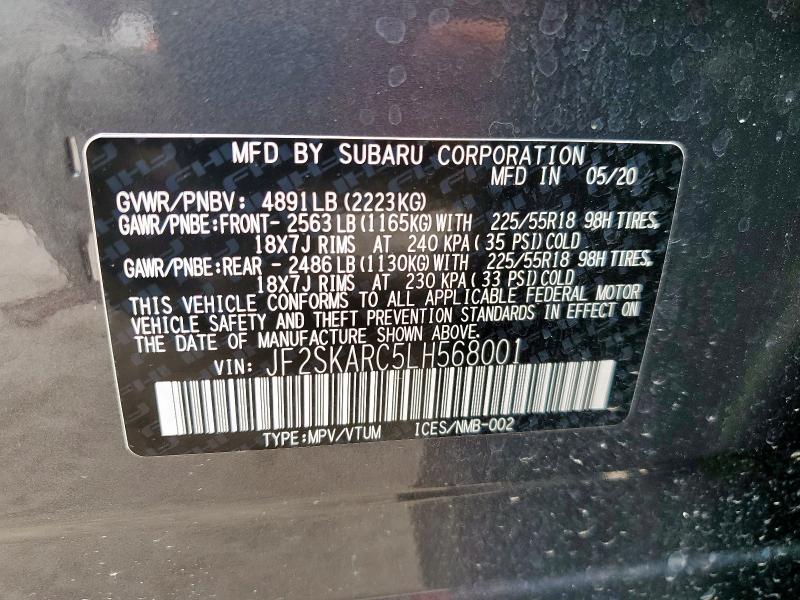 MFD BY SUBARU CORPORATION
MFD IN 05/20
GVWR/PNBV: 4891LB (2223KG)
GAWR/PNBE:FRONT- 2563 LB (1165KG) WITH 225/55R18 98H TIRES,
18X7J RIMS AT 240 KPA ( 35 PSI) COLD
GAWR/PNBE:REAR - 2486 LB (1130KG) WITH 225/55R18 98H TIRES,
18X7J RIMS AT 230 KPA ( 33 PSI) COLD
THIS VEHICLE CONFORMS TO ALL APPLICABLE FEDERAL MOTOR
VEHICLE SAFETY AND THEFT PREVENTION STANDARDS IN EFFECT ON
THE DATE OF MANUFACTURE SHOWN ABOVE.
VIN: JF2SKARC5LH568001
TYPE:MPV/VTUM ICES/NMB-002